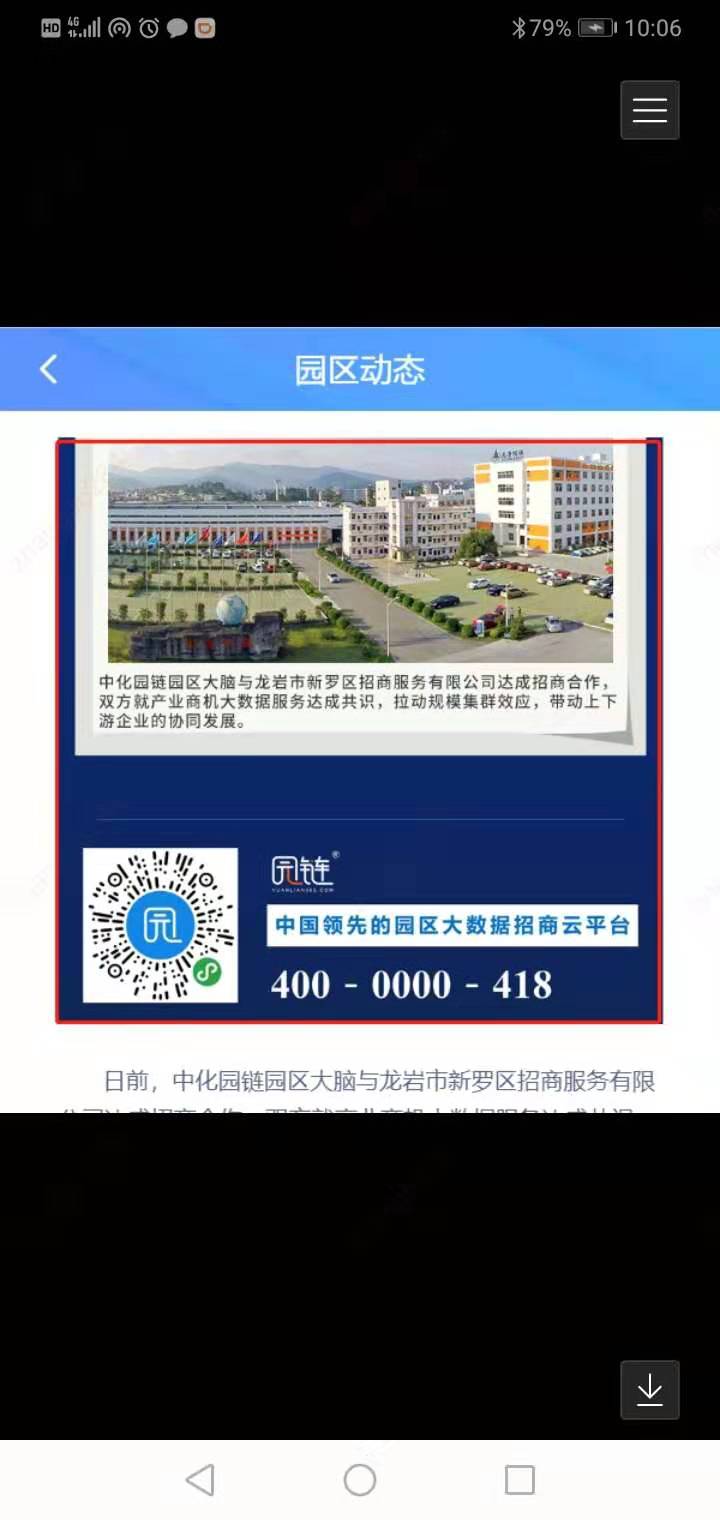 HD 4G 79% 10:06
园区动态
中化园链园区大脑与龙岩市新罗区招商服务有限公司达成招商合作，
双方就产业商机大数据服务达成共识，拉动规模集群效应，带动上下
游企业的协同发展。
园链®
YUANLIAN365.COM
中国领先的园区大数据招商云平台
400 - 0000 - 418
日前，中化园链园区大脑与龙岩市新罗区招商服务有限